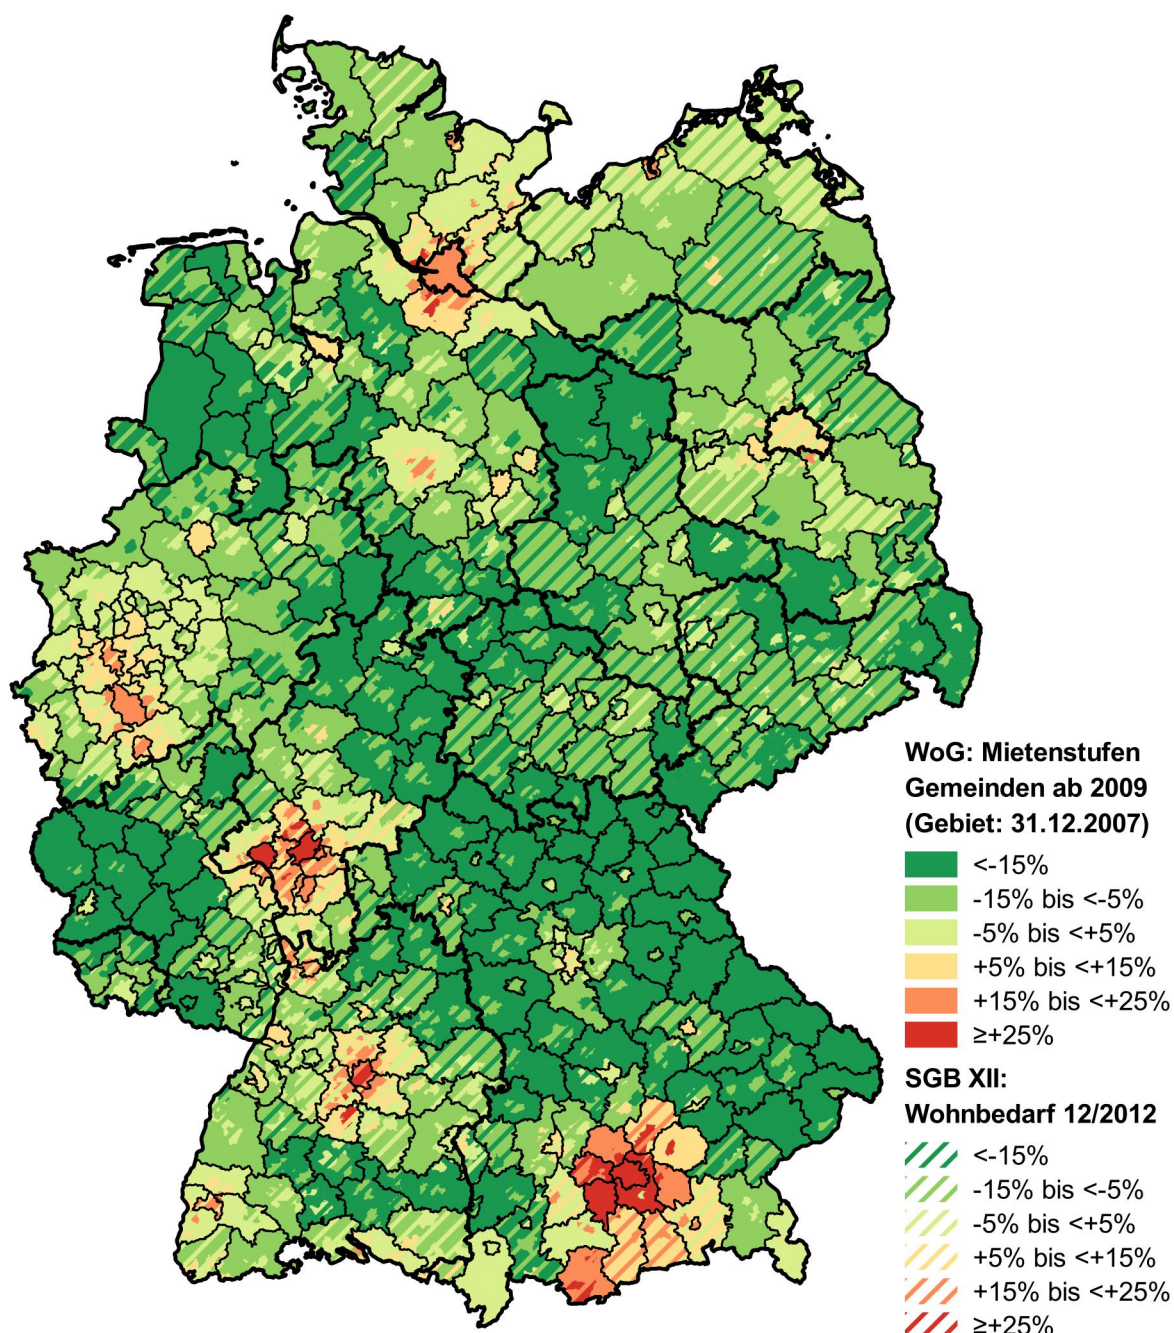 WoG: Mietenstufen
Gemeinden ab 2009
(Gebiet: 31.12.2007)
<-15%
-15% bis <-5%
-5% bis <+5%
+5% bis <+15%
+15% bis <+25%
≥+25%
SGB XII:
Wohnbedarf 12/2012
<-15%
-15% bis <-5%
-5% bis <+5%
+5% bis <+15%
+15% bis <+25%
≥+25%